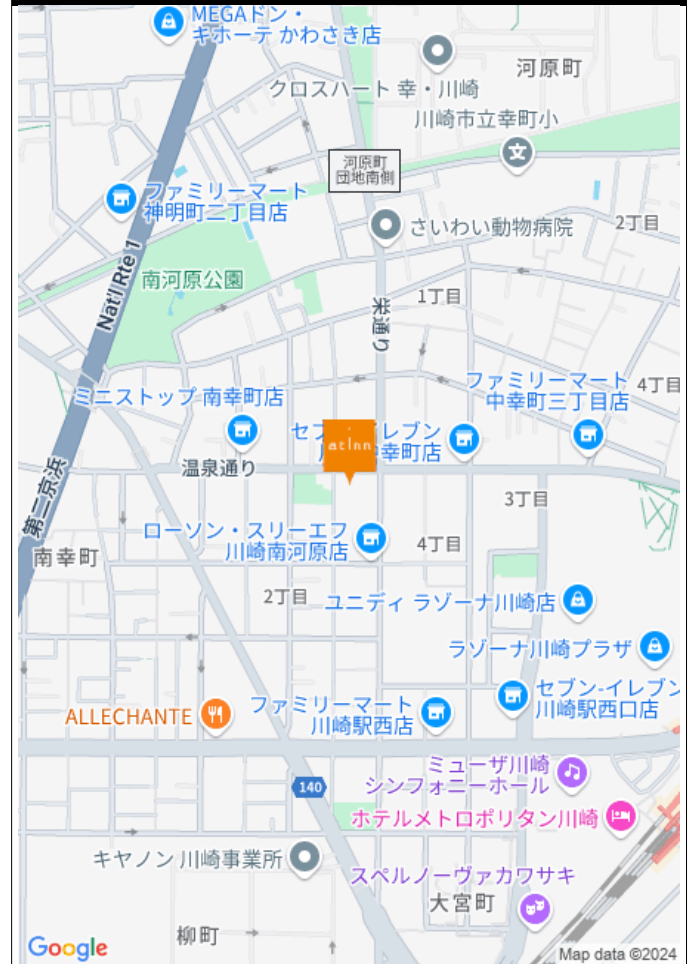 MEGAドン・
キホーテ かわさき店
河原町
クロスハート 幸・川崎
川崎市立幸町小
河原町
団地南側
ファミリーマート
神明町二丁目店
さいわい動物病院
2丁目
Nat'l Rte 1
南河原公園
1丁目
栄通り
ミニストップ 南幸町店
ファミリーマート
中幸町三丁目店
4丁目
セブ
イレブン
atinn
幸町店
温泉通り
第二京浜
3丁目
ローソン・スリーエフ
川崎南河原店
4丁目
南幸町
2丁目
ユニディ ラゾーナ川崎店
ラゾーナ川崎プラザ
セブン-イレブン
川崎駅西口店
ファミリーマート
川崎駅西店
ALLECHANTE
ミューザ川崎
シンフォニーホール
140
ホテルメトロポリタン川崎
キヤノン 川崎事業所
スペルノーヴァカワサキ
大宮町
柳町
Google
Map data ©2024